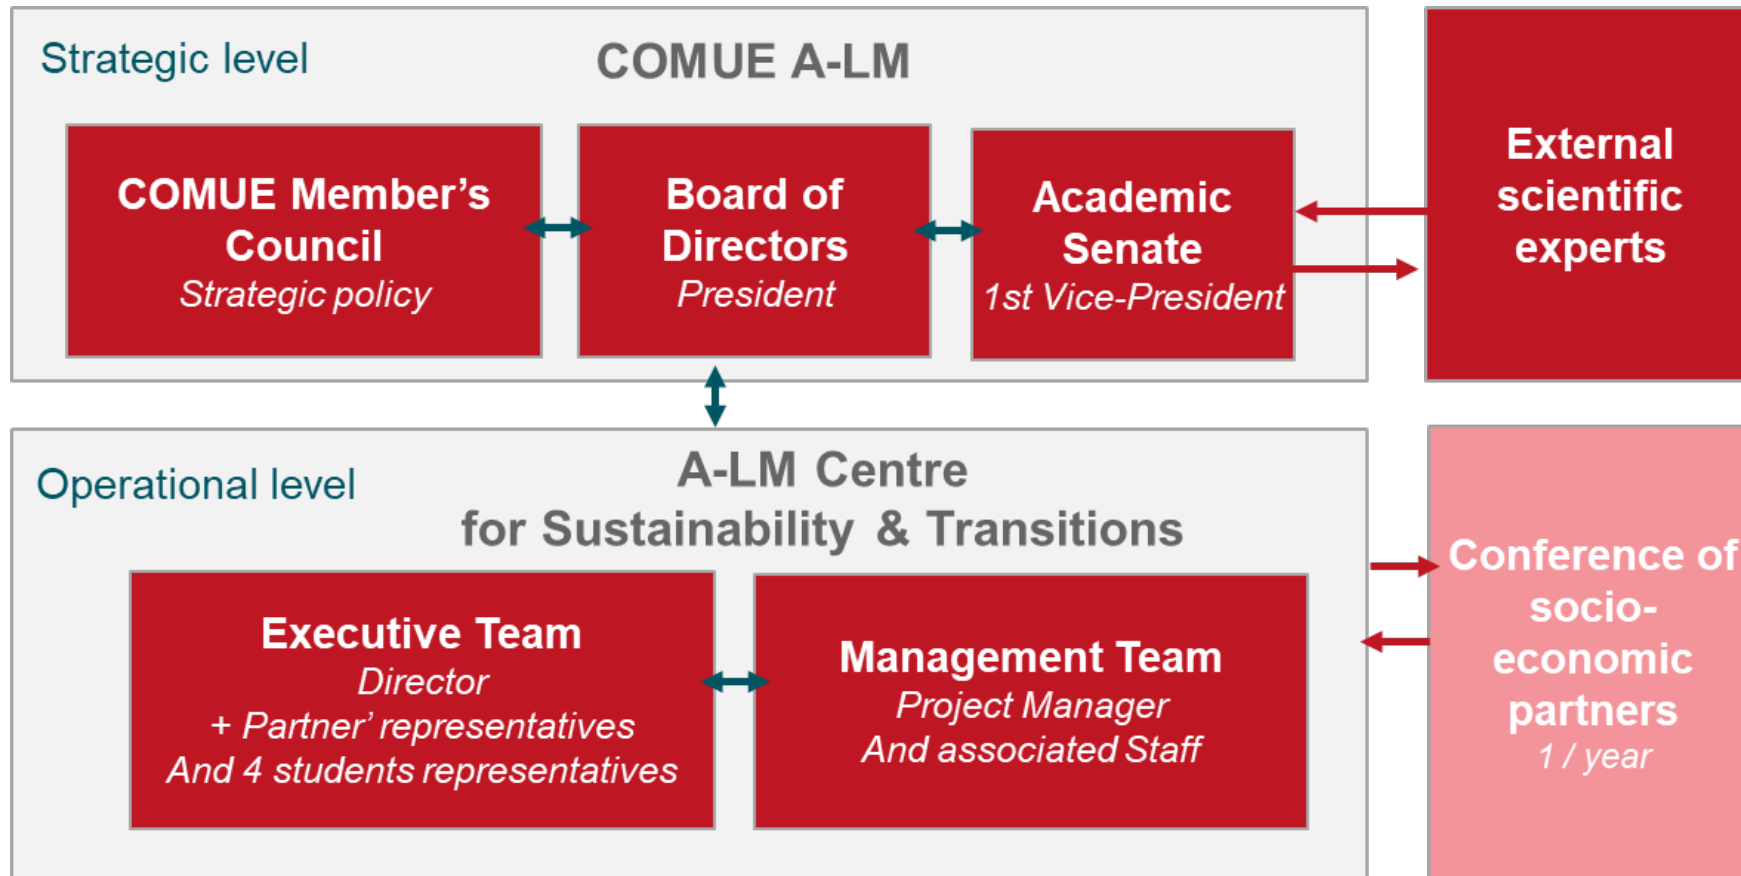 Strategic level
COMUE A-LM
COMUE Member’s
Council
Strategic policy
Board of
Directors
President
Academic
Senate
1st Vice-President
External
scientific
experts
Operational level
A-LM Centre
for Sustainability & Transitions
Executive Team
Director
+ Partner’ representatives
And 4 students representatives
Management Team
Project Manager
And associated Staff
Conference of
socio-
economic
partners
1 / year